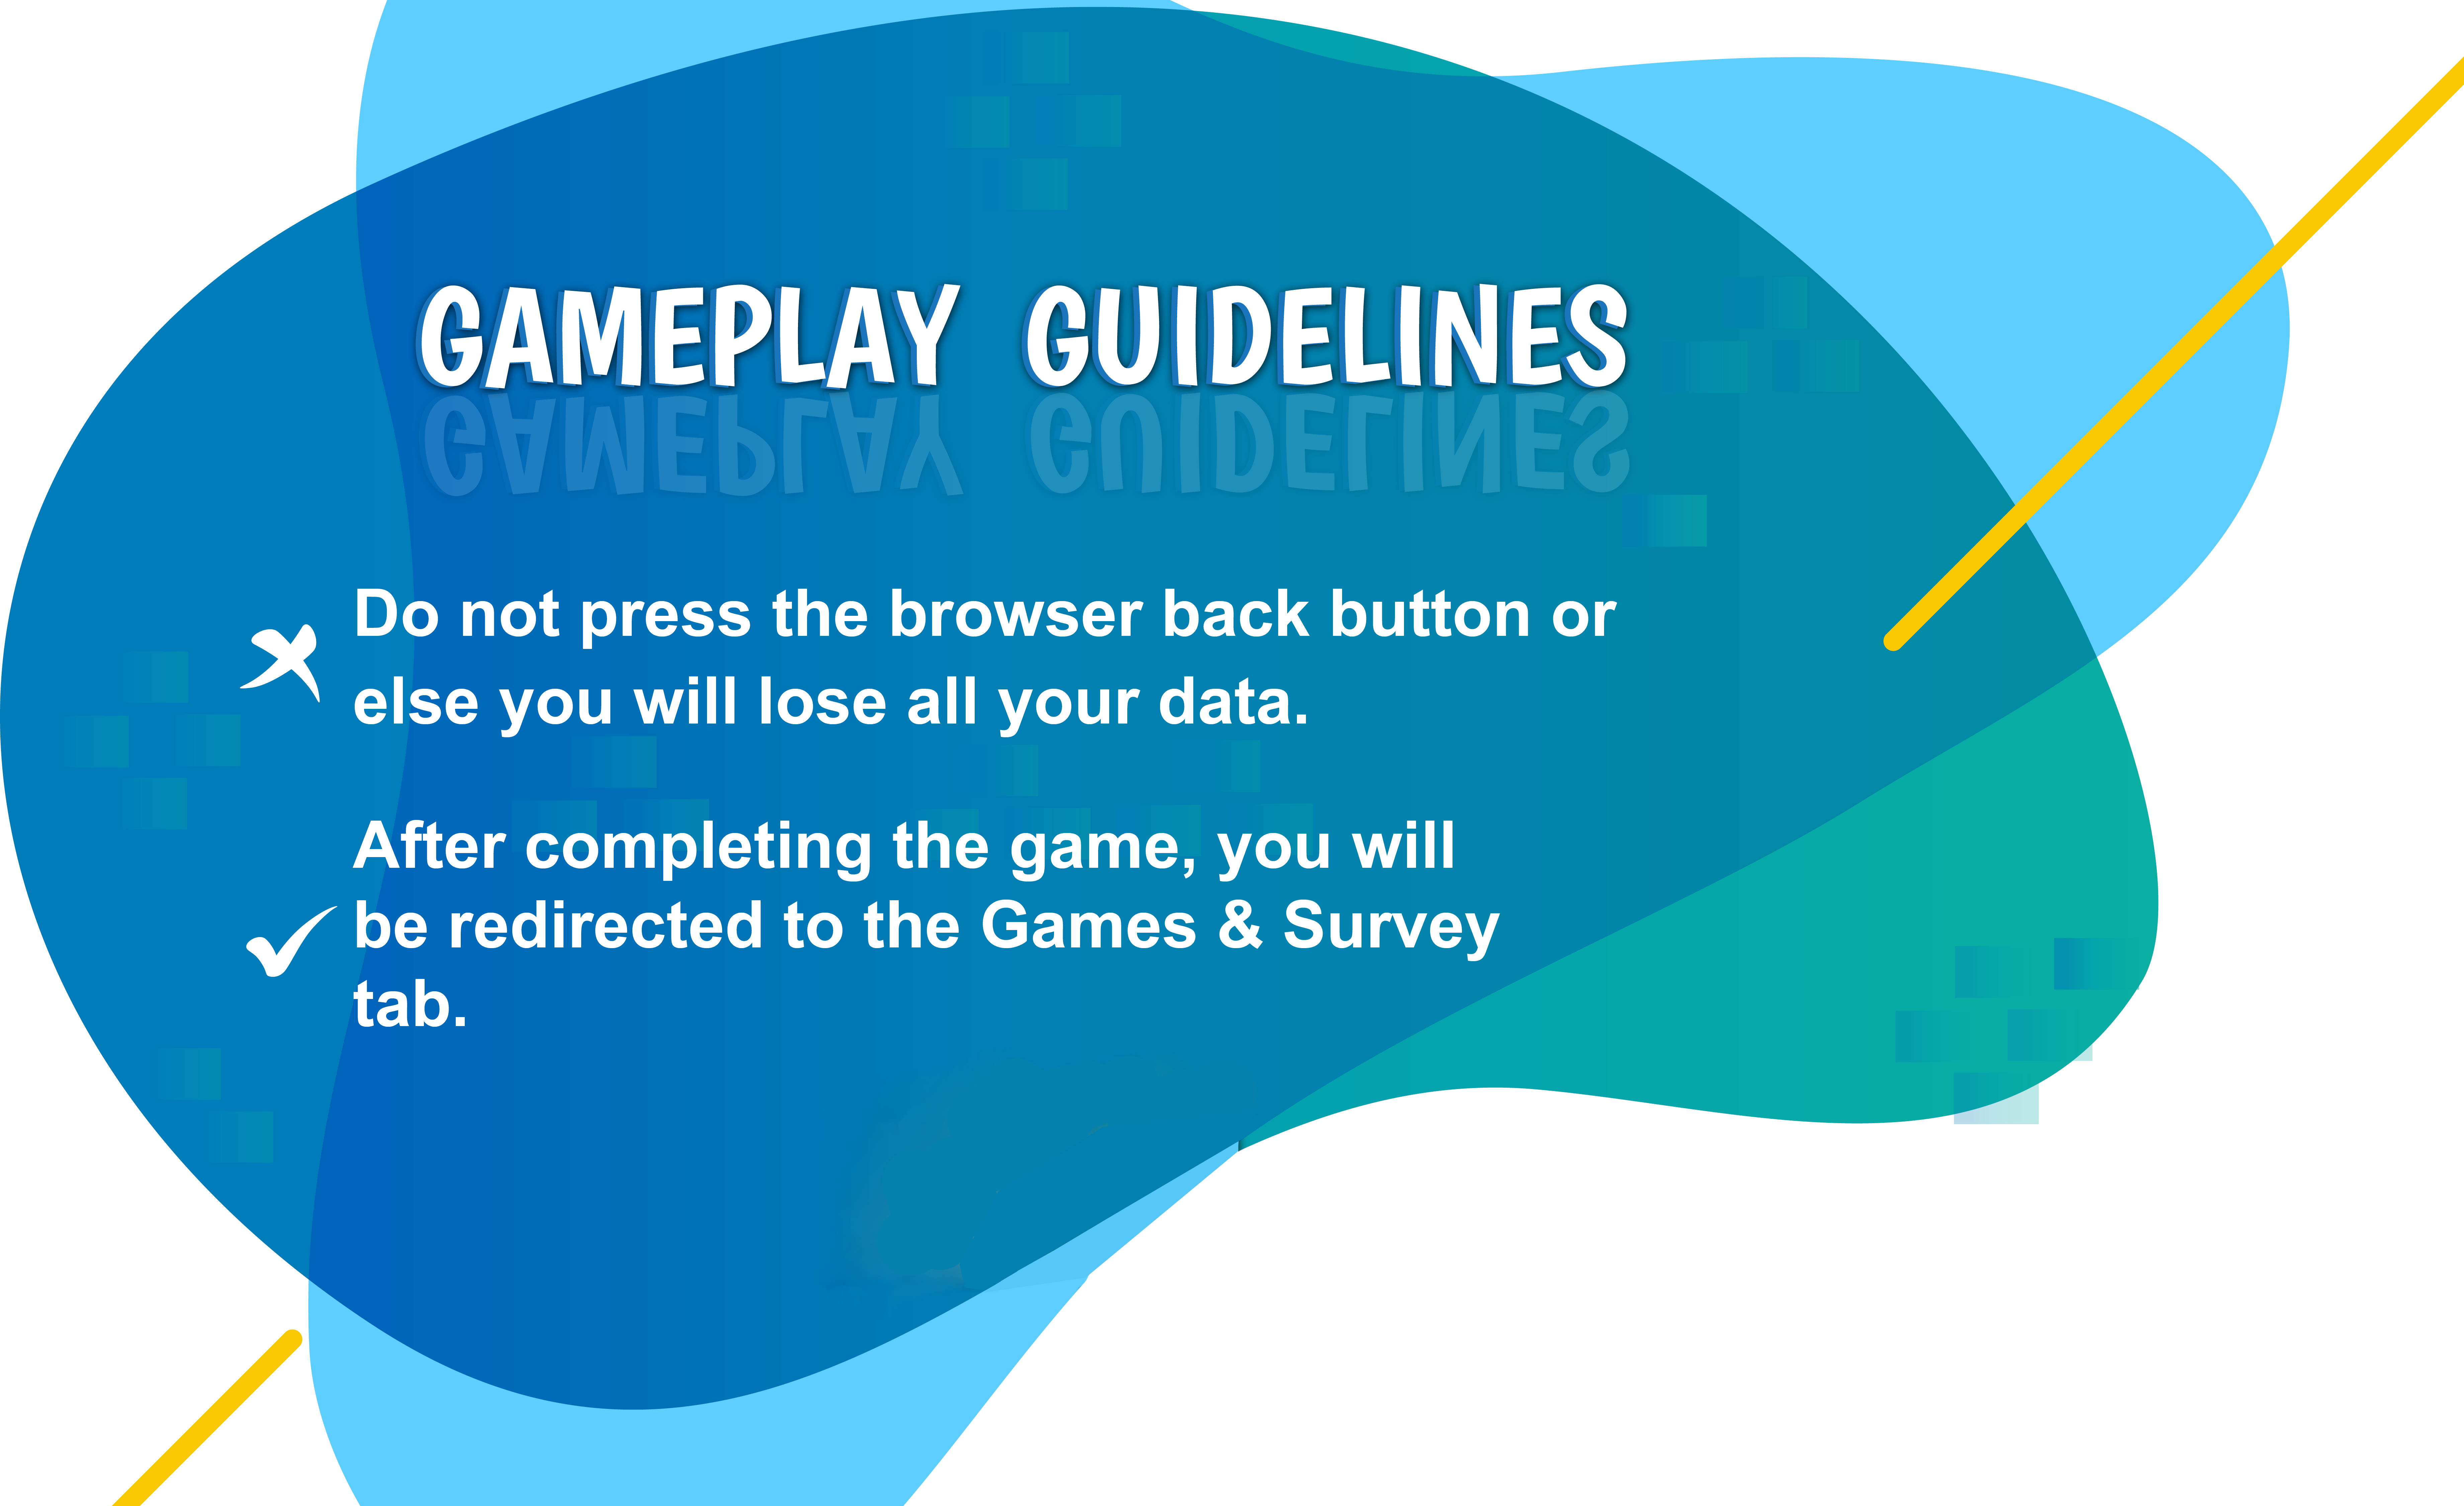 GAMEPLAY GUIDELINES
Do not press the browser back button or
else you will lose all your data.
After completing the game, you will
be redirected to the Games & Survey
tab.